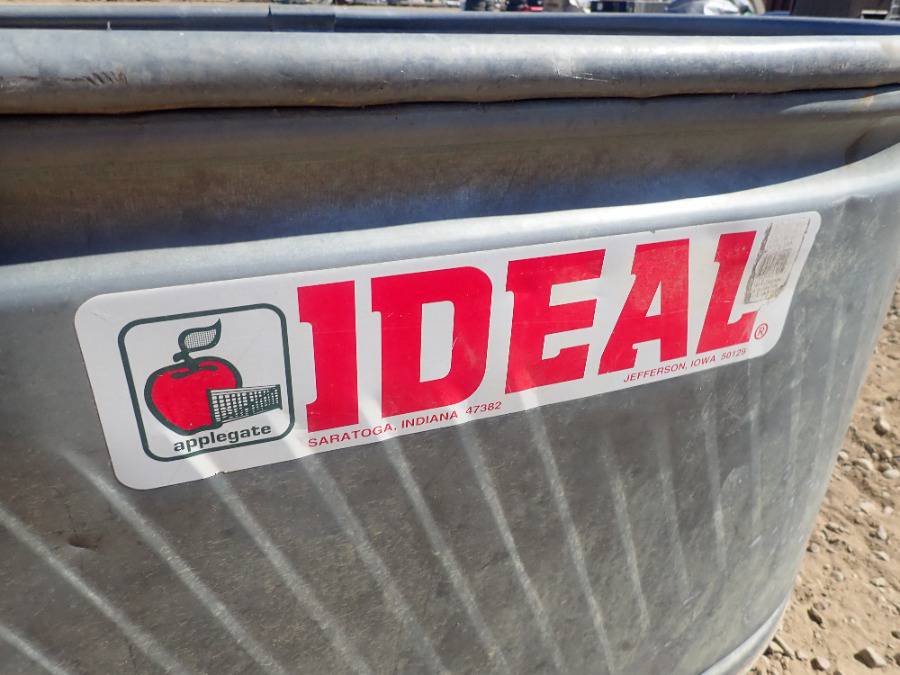 IDEAL®
applegate
SARATOGA, INDIANA 47382
JEFFERSON, IOWA 50129